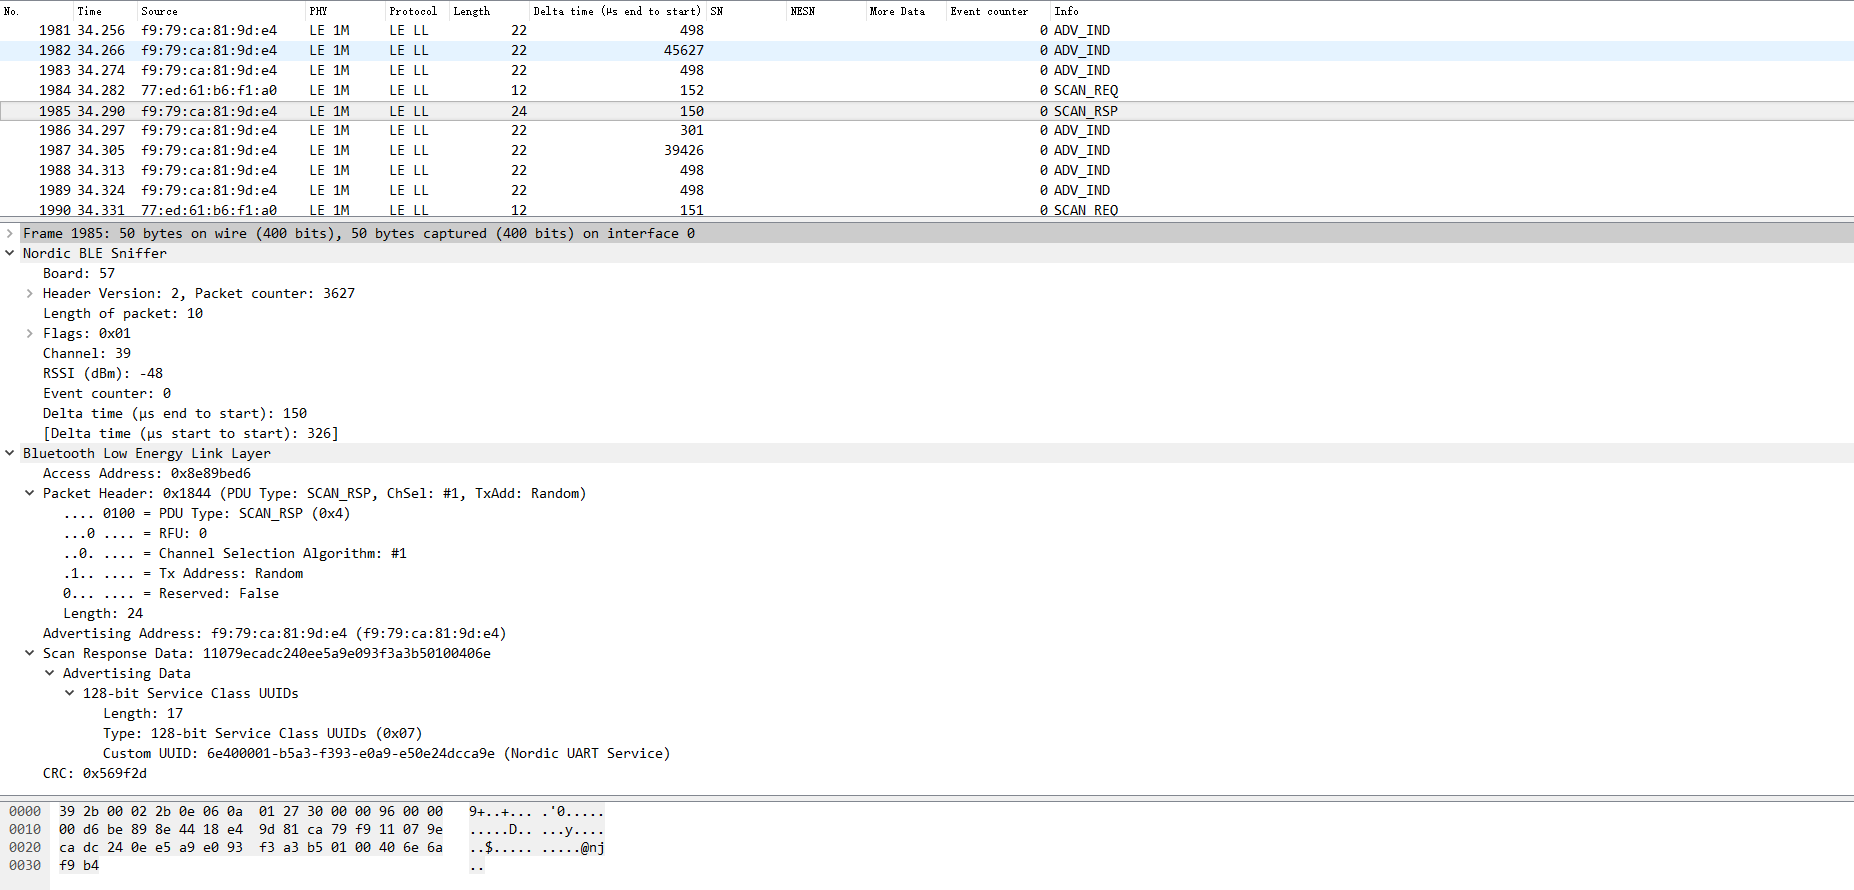 No. Time Source PHY Protocol Length Delta time (µs end to start) SN NESN More Data Event counter Info
1981 34.256 f9:79:ca:81:9d:e4 LE 1M LE LL 22 498 0 ADV_IND
1982 34.266 f9:79:ca:81:9d:e4 LE 1M LE LL 22 45627 0 ADV_IND
1983 34.274 f9:79:ca:81:9d:e4 LE 1M LE LL 22 498 0 ADV_IND
1984 34.282 77:ed:61:b6:f1:a0 LE 1M LE LL 12 152 0 SCAN_REQ
1985 34.290 f9:79:ca:81:9d:e4 LE 1M LE LL 24 150 0 SCAN_RSP
1986 34.297 f9:79:ca:81:9d:e4 LE 1M LE LL 22 301 0 ADV_IND
1987 34.305 f9:79:ca:81:9d:e4 LE 1M LE LL 22 39426 0 ADV_IND
1988 34.313 f9:79:ca:81:9d:e4 LE 1M LE LL 22 498 0 ADV_IND
1989 34.324 f9:79:ca:81:9d:e4 LE 1M LE LL 22 498 0 ADV_IND
1990 34.331 77:ed:61:b6:f1:a0 LE 1M LE LL 12 151 0 SCAN_REQ
Frame 1985: 50 bytes on wire (400 bits), 50 bytes captured (400 bits) on interface 0
Nordic BLE Sniffer
Board: 57
Header Version: 2, Packet counter: 3627
Length of packet: 10
Flags: 0x01
Channel: 39
RSSI (dBm): -48
Event counter: 0
Delta time (µs end to start): 150
[Delta time (µs start to start): 326]
Bluetooth Low Energy Link Layer
Access Address: 0x8e89bed6
Packet Header: 0x1844 (PDU Type: SCAN_RSP, ChSel: #1, TxAdd: Random)
.... 0100 = PDU Type: SCAN_RSP (0x4)
...0 .... = RFU: 0
..0. .... = Channel Selection Algorithm: #1
.1.. .... = Tx Address: Random
0... .... = Reserved: False
Length: 24
Advertising Address: f9:79:ca:81:9d:e4 (f9:79:ca:81:9d:e4)
Scan Response Data: 11079ecadc240ee5a9e093f3a3b50100406e
Advertising Data
128-bit Service Class UUIDs
Length: 17
Type: 128-bit Service Class UUIDs (0x07)
Custom UUID: 6e400001-b5a3-f393-e0a9-e50e24dcca9e (Nordic UART Service)
CRC: 0x569f2d
0000 39 2b 00 02 2b 0e 06 0a 01 27 30 00 00 96 00 00 9+..+... .'0.....
0010 00 d6 be 89 8e 44 18 e4 9d 81 ca 79 f9 11 07 9e .....D.. ...y....
0020 ca dc 24 0e e5 a9 e0 93 f3 a3 b5 01 00 40 6e 6a ..$..... .....@nj
0030 f9 b4 ..